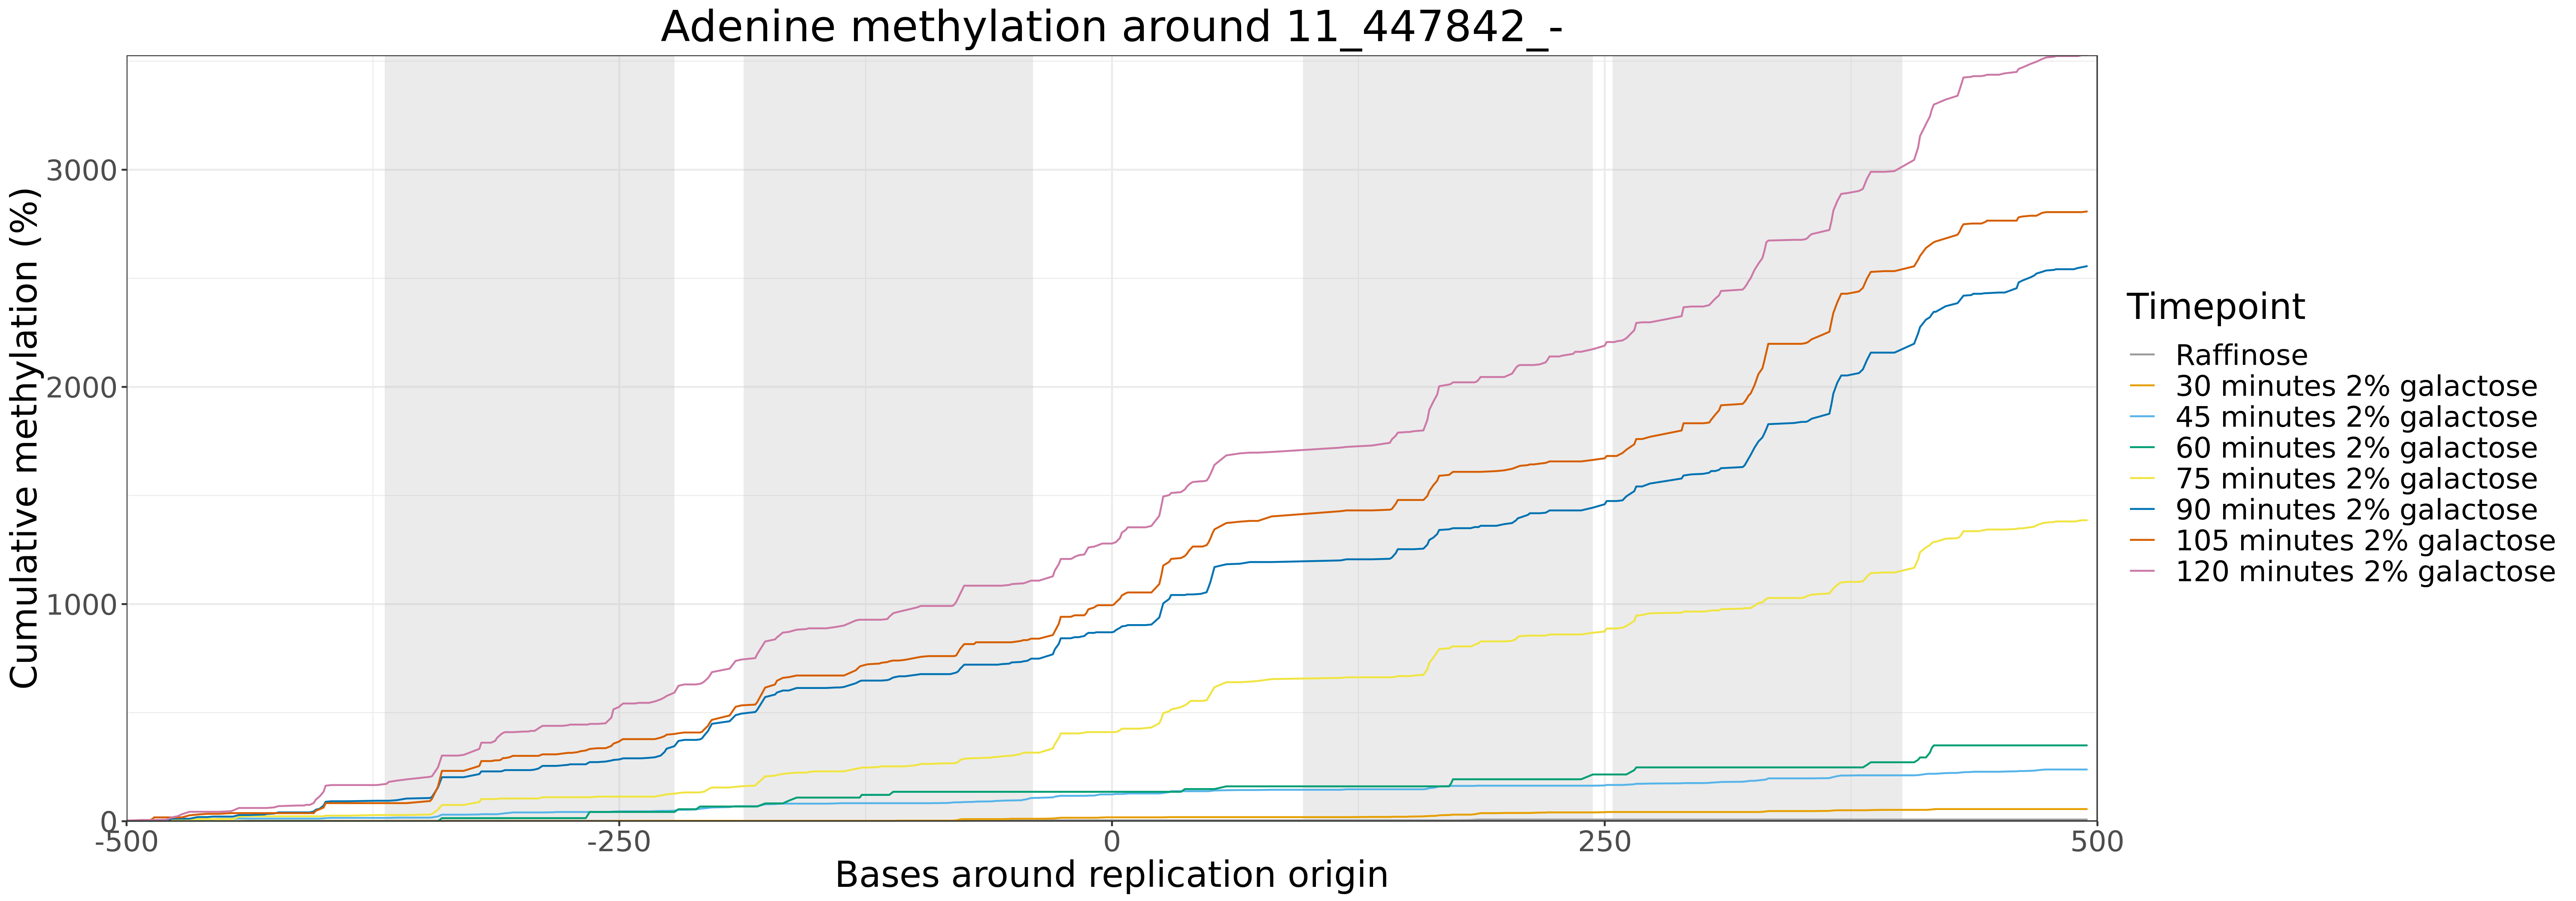 Adenine methylation around 11_447842_-
Cumulative methylation (%)
3000
2000
1000
0
-500
-250
0
250
500
Bases around replication origin
Timepoint
Raffinose
30 minutes 2% galactose
45 minutes 2% galactose
60 minutes 2% galactose
75 minutes 2% galactose
90 minutes 2% galactose
105 minutes 2% galactose
120 minutes 2% galactose